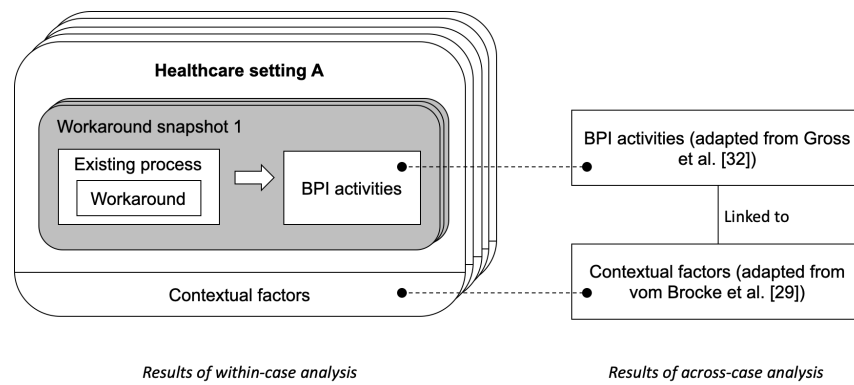 Healthcare setting A
Workaround snapshot 1
Existing process
Workaround
BPI activities
Contextual factors
BPI activities (adapted from Gross
et al. [32])
Linked to
Contextual factors (adapted from
vom Brocke et al. [29])
Results of within-case analysis
Results of across-case analysis